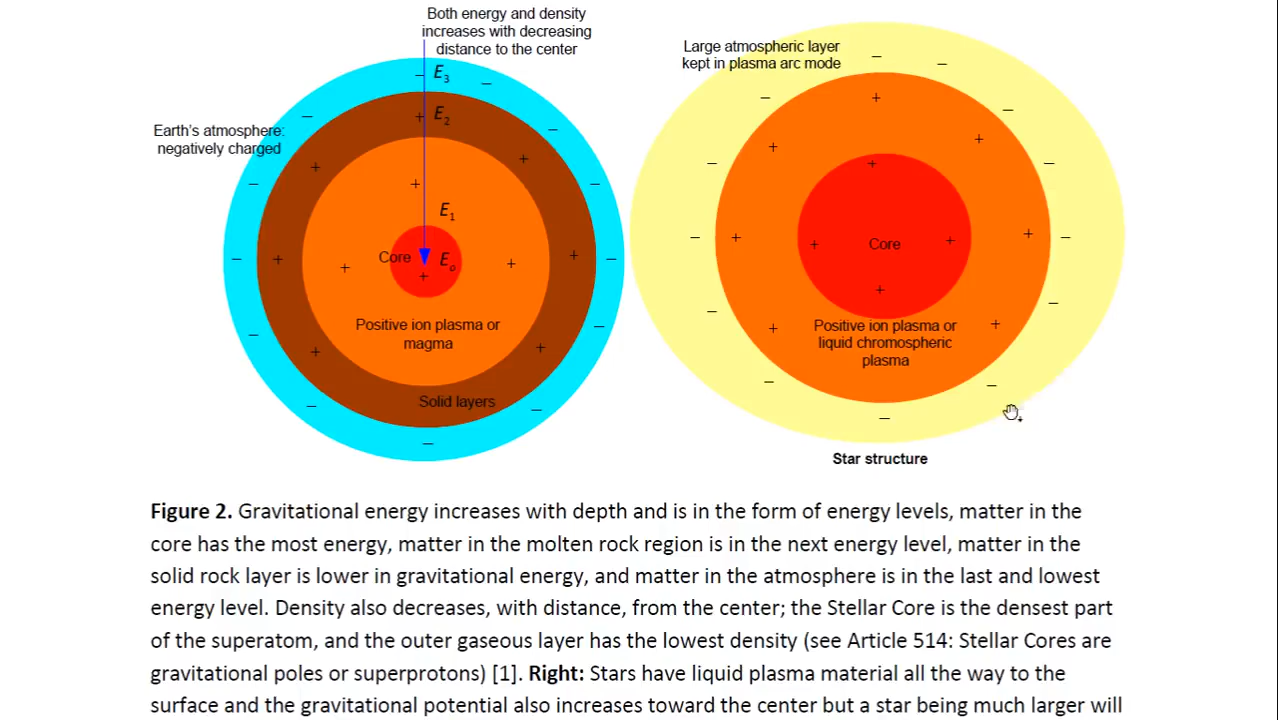 Both energy and density
increases with decreasing
distance to the center
E3
E2
Earth's atmosphere:
negatively charged
E1
Core
Eo
Positive ion plasma or
magma
Solid layers
Large atmospheric layer
kept in plasma arc mode
Core
Positive ion plasma or
liquid chromospheric
plasma
Star structure
Figure 2. Gravitational energy increases with depth and is in the form of energy levels, matter in the
core has the most energy, matter in the molten rock region is in the next energy level, matter in the
solid rock layer is lower in gravitational energy, and matter in the atmosphere is in the last and lowest
energy level. Density also decreases, with distance, from the center; the Stellar Core is the densest part
of the superatom, and the outer gaseous layer has the lowest density (see Article 514: Stellar Cores are
gravitational poles or superprotons) [1]. Right: Stars have liquid plasma material all the way to the
surface and the gravitational potential also increases toward the center but a star being much larger will